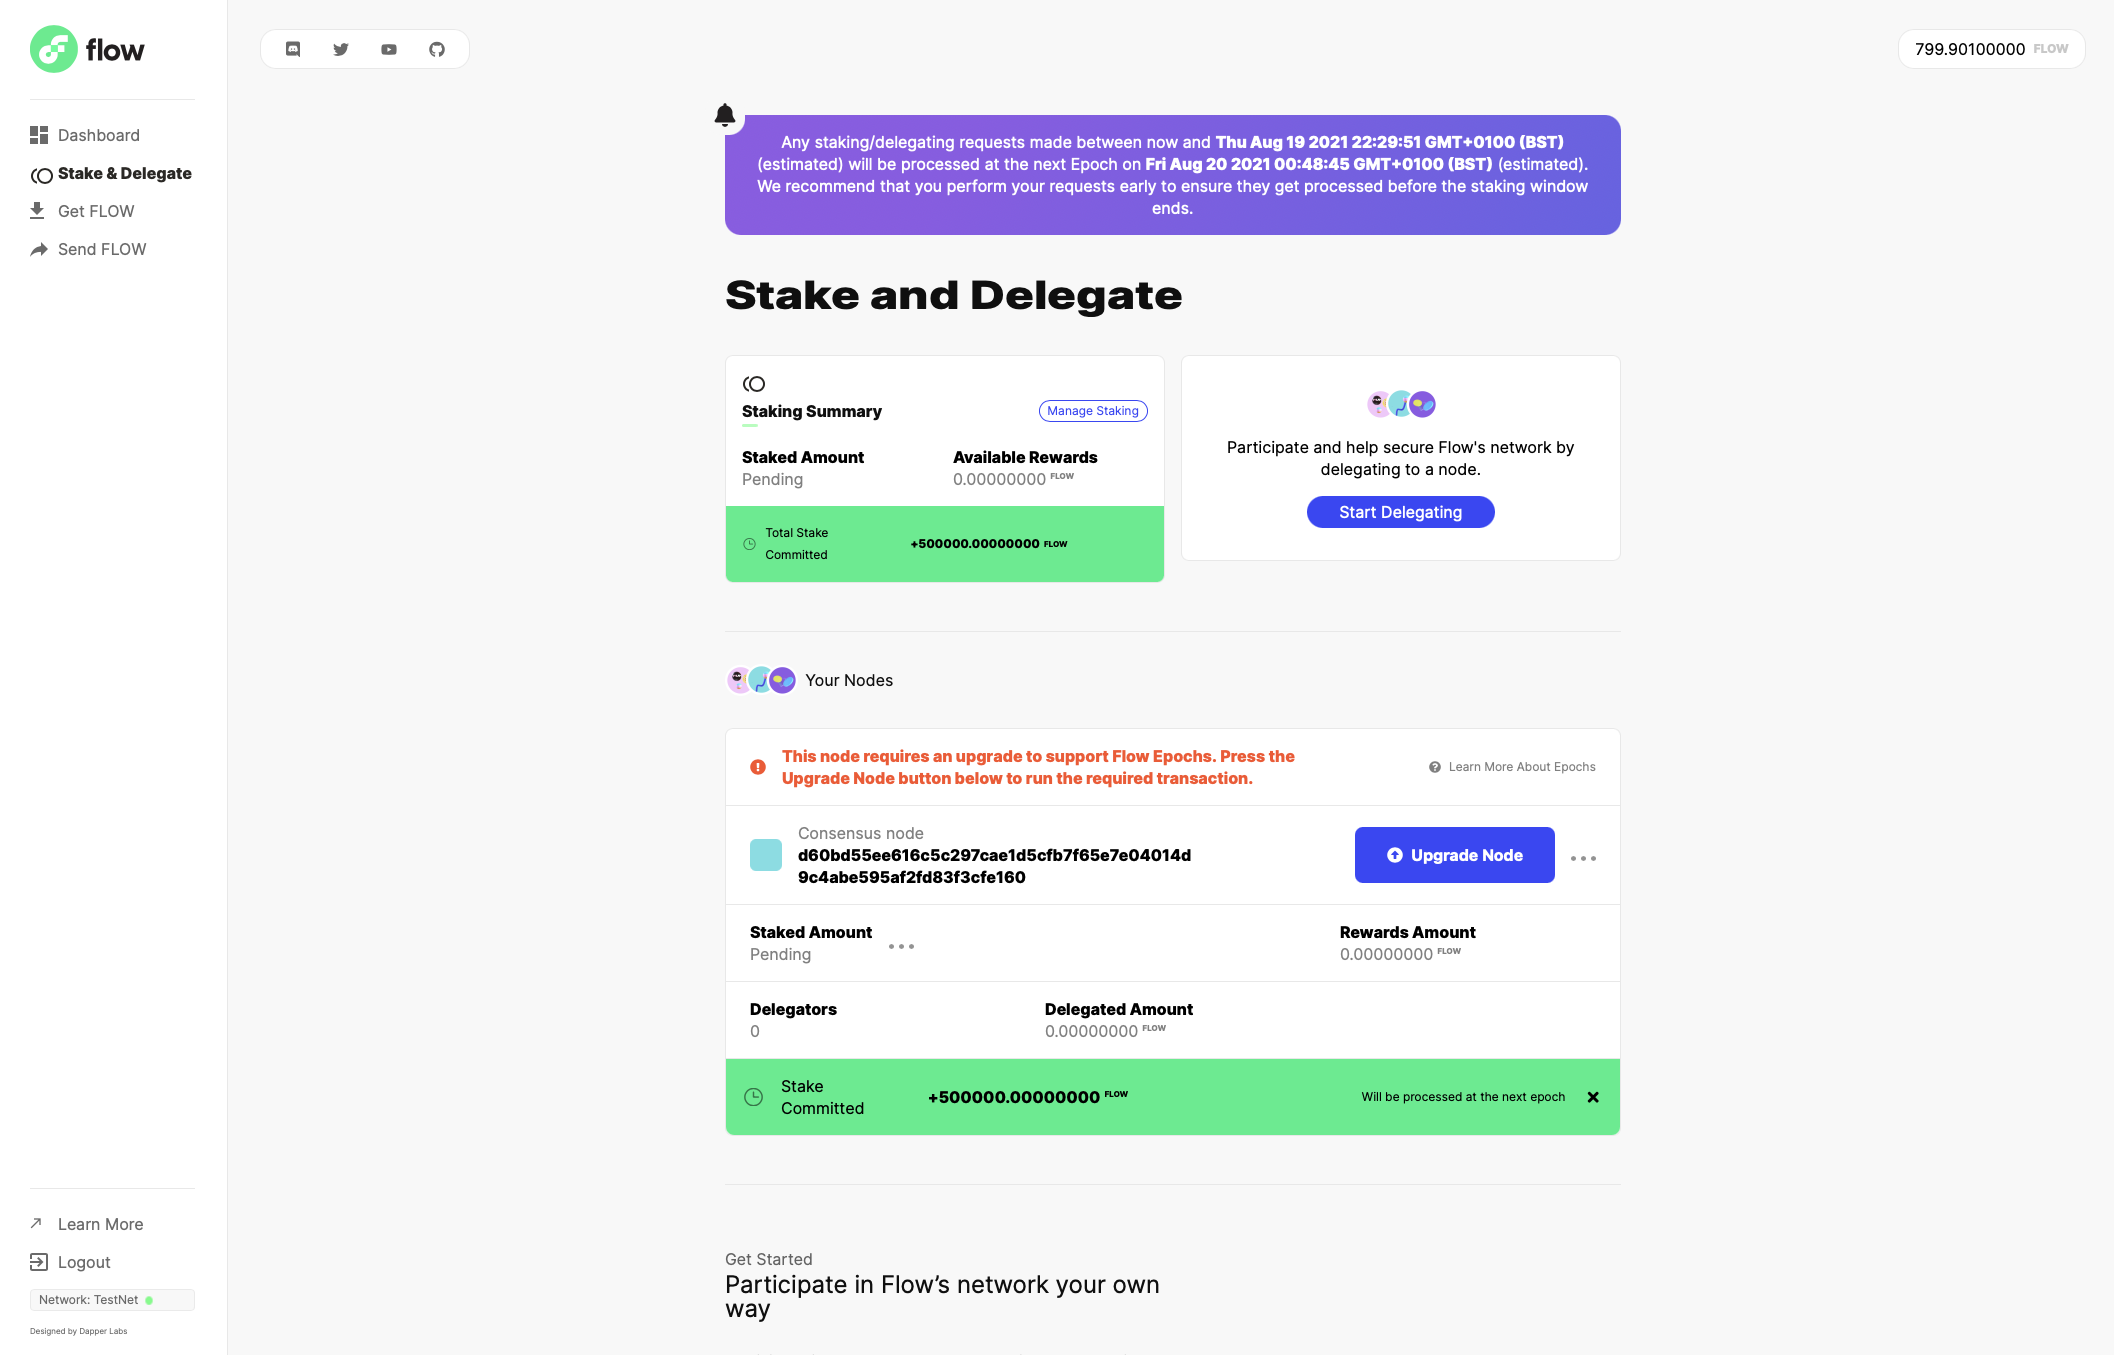 flow
799.90100000 FLOW
Dashboard
Stake & Delegate
Get FLOW
Send FLOW
Any staking/delegating requests made between now and Thu Aug 19 2021 22:29:51 GMT+0100 (BST)
(estimated) will be processed at the next Epoch on Fri Aug 20 2021 00:48:45 GMT+0100 (BST) (estimated).
We recommend that you perform your requests early to ensure they get processed before the staking window
ends.
Stake and Delegate
Staking Summary
Manage Staking
Staked Amount
Pending
Available Rewards
0.00000000 FLOW
Total Stake
Committed
+500000.00000000 FLOW
Participate and help secure Flow's network by
delegating to a node.
Start Delegating
Your Nodes
This node requires an upgrade to support Flow Epochs. Press the
Upgrade Node button below to run the required transaction.
Learn More About Epochs
Consensus node
d60bd55ee616c5c297cae1d5cfb7f65e7e04014d
9c4abe595af2fd83f3cfe160
Upgrade Node
Staked Amount
Pending
Rewards Amount
0.00000000 FLOW
Delegators
0
Delegated Amount
0.00000000 FLOW
Stake
Committed
+500000.00000000 FLOW
Will be processed at the next epoch
Get Started
Participate in Flow’s network your own
way
Learn More
Logout
Network: TestNet
Designed by Dapper Labs